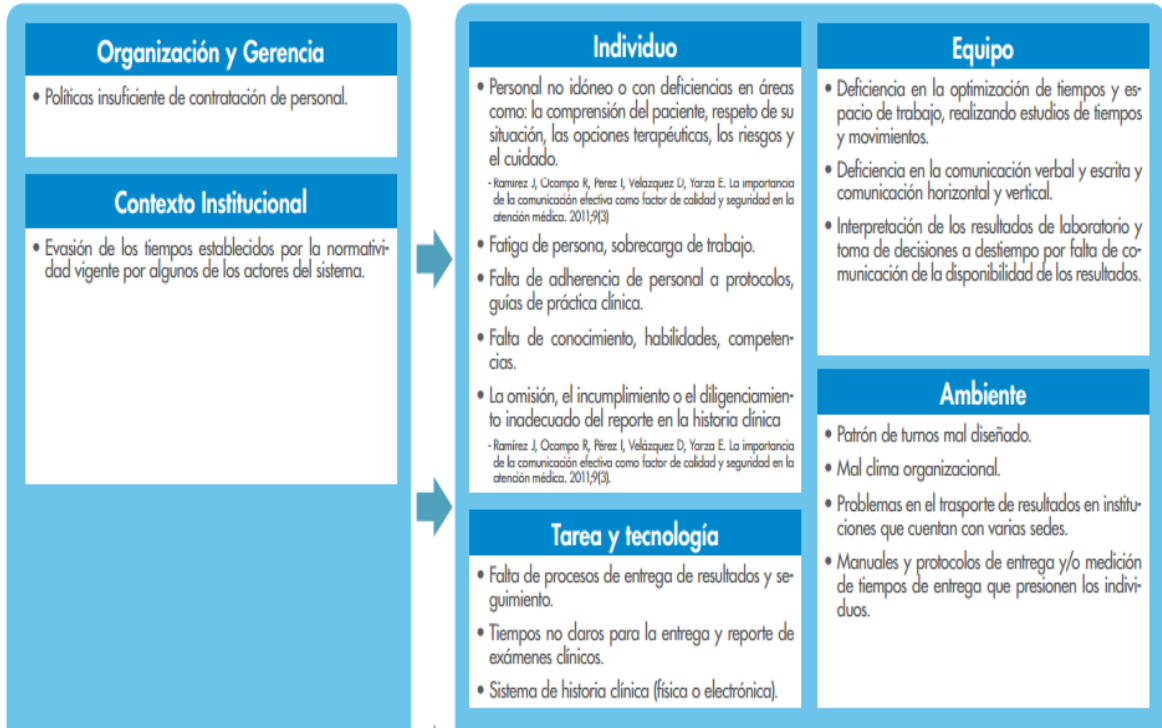 Organización y Gerencia
• Políticas insuficiente de contratación de personal.
Contexto Institucional
• Evasión de los tiempos establecidos por la normativi-
dad vigente por algunos de los actores del sistema.
Individuo
• Personal no idóneo o con deficiencias en áreas
como: la comprensión del paciente, respeto de su
situación, las opciones terapéuticas, los riesgos y
el cuidado.
- Ramirez J, Ocampo R, Pérez I, Velázquez D, Yarza E. La importancia
de la comunicación efectiva como factor de calidad y seguridad en la
atención médica. 2011;9(3)
• Fatiga de persona, sobrecarga de trabajo.
• Falta de adherencia de personal a protocolos,
guías de práctica clínica.
• Falta de conocimiento, habilidades, competen-
cias.
• La omisión, el incumplimiento o el diligenciamien-
to inadecuado del reporte en la historia clínica
- Ramírez J, Ocampo R, Pérez I, Velázquez D, Yarza E. La importancia
de la comunicación efectiva como factor de calidad y seguridad en la
atención médica. 2011;9(3).
Tarea y tecnología
• Falta de procesos de entrega de resultados y se-
guimiento.
• Tiempos no claros para la entrega y reporte de
exámenes clínicos.
• Sistema de historia clínica (física o electrónica).
Equipo
• Deficiencia en la optimización de tiempos y es-
pacio de trabajo, realizando estudios de tiempos
y movimientos.
• Deficiencia en la comunicación verbal y escrita y
comunicación horizontal y vertical.
• Interpretación de los resultados de laboratorio y
toma de decisiones a destiempo por falta de co-
municación de la disponibilidad de los resultados.
Ambiente
• Patrón de turnos mal diseñado.
• Mal clima organizacional.
• Problemas en el trasporte de resultados en institu-
ciones que cuentan con varias sedes.
• Manuales y protocolos de entrega y/o medición
de tiempos de entrega que presionen los indivi-
duos.